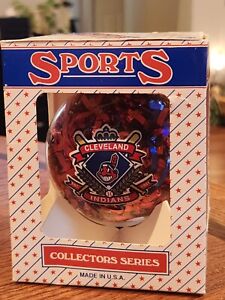 SPORTS
CLEVELAND
INDIANS
COLLECTORS SERIES
MADE IN U.S.A.